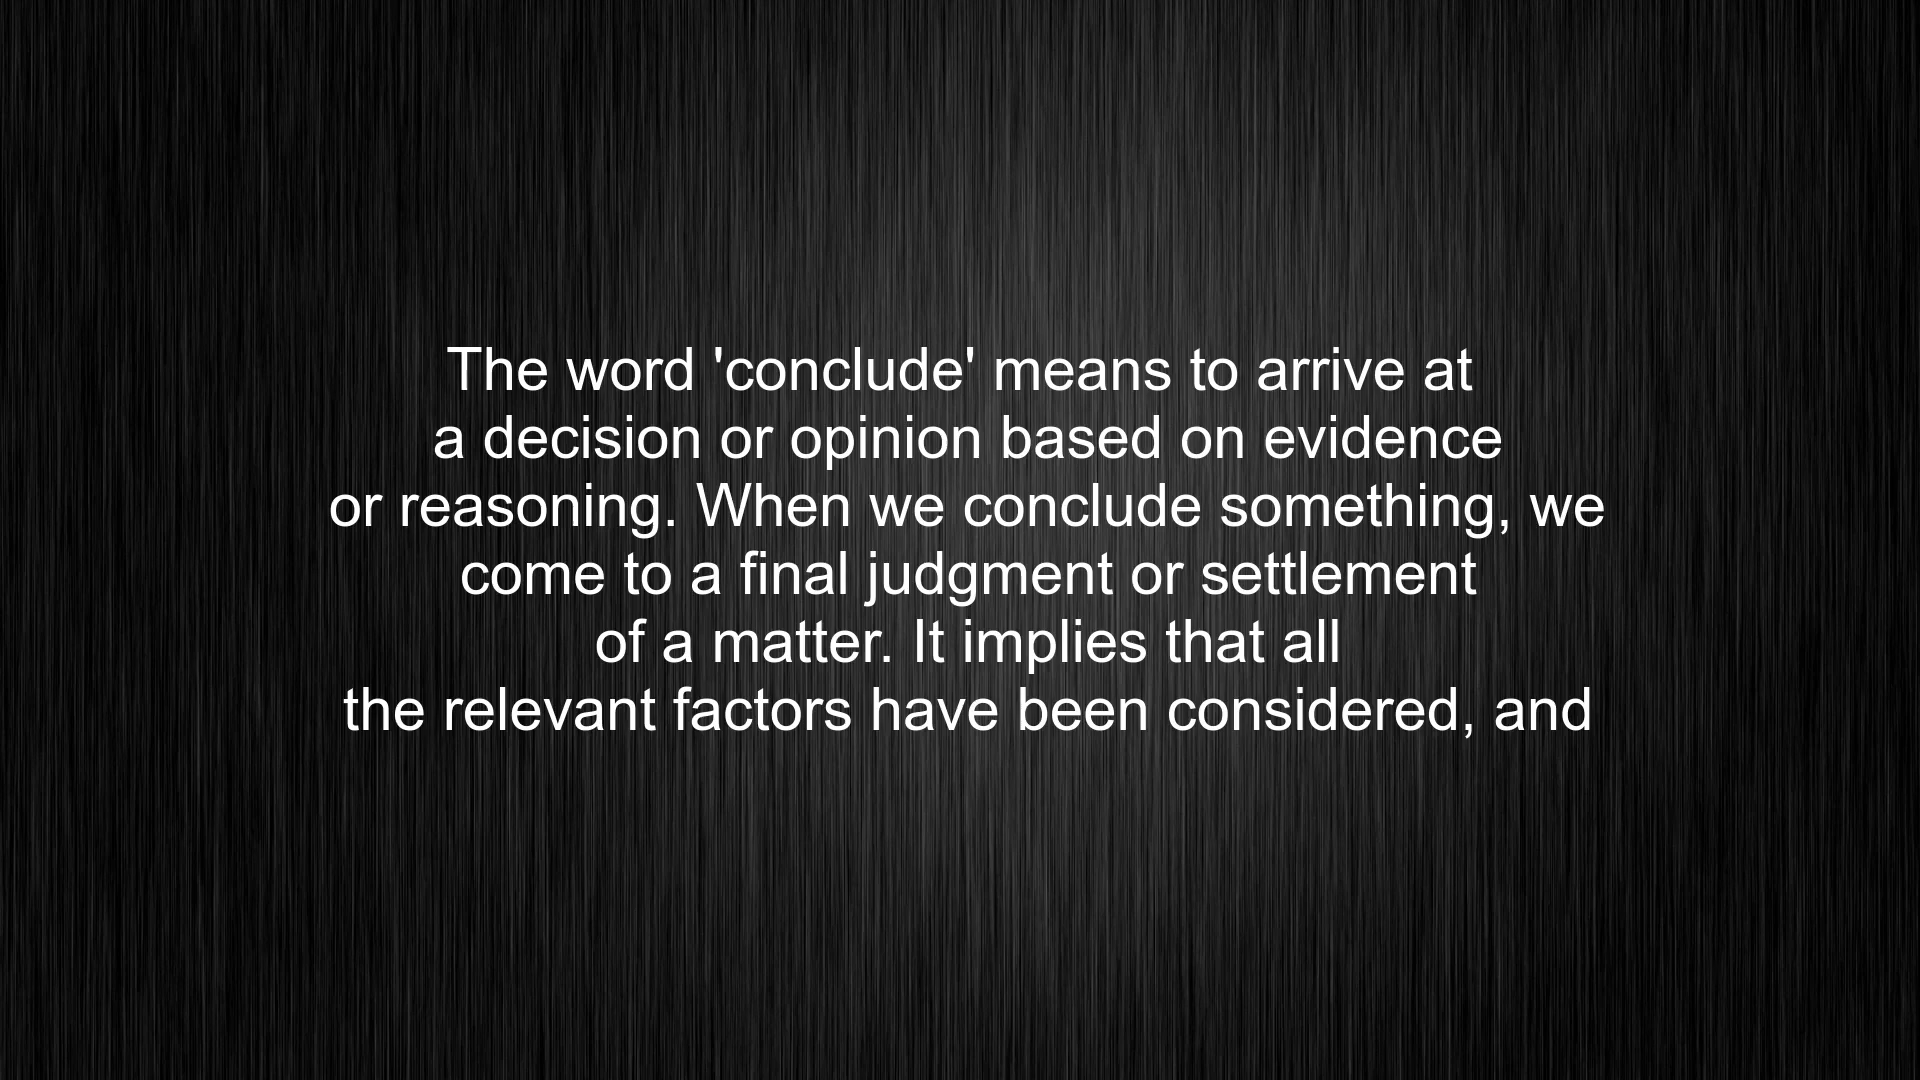 The word 'conclude' means to arrive at
a decision or opinion based on evidence
or reasoning. When we conclude something, we
come to a final judgment or settlement
of a matter. It implies that all
the relevant factors have been considered, and